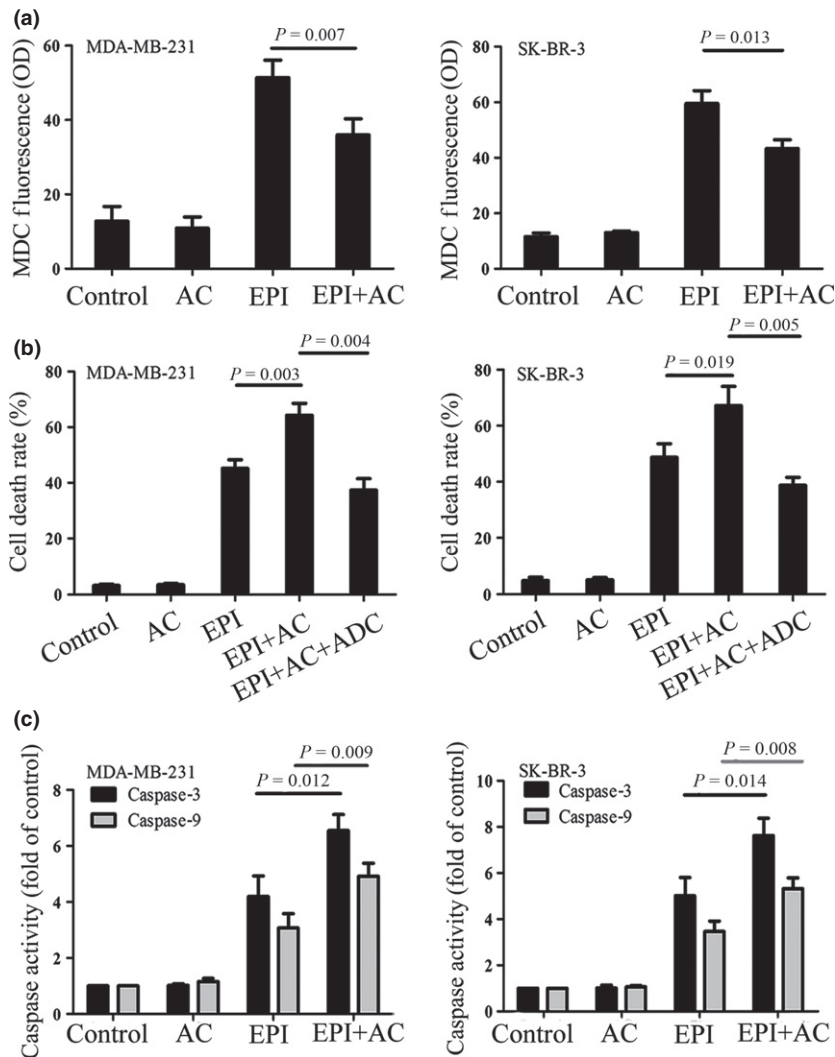 (a)
MDA-MB-231
P = 0.007
MDC fluorescence (OD)
60
40
20
0
Control AC EPI EPI+AC
SK-BR-3
P = 0.013
MDC fluorescence (OD)
80
60
40
20
0
Control AC EPI EPI+AC
(b)
MDA-MB-231
P = 0.004
P = 0.003
Cell death rate (%)
80
60
40
20
0
Control AC EPI EPI+AC EPI+AC+ADC
SK-BR-3
P = 0.005
P = 0.019
Cell death rate (%)
80
60
40
20
0
Control AC EPI EPI+AC EPI+AC+ADC
(c)
MDA-MB-231
P = 0.009
P = 0.012
Caspase-3
Caspase-9
Caspase activity (fold of control)
8
6
4
2
0
Control AC EPI EPI+AC
SK-BR-3
P = 0.008
P = 0.014
Caspase-3
Caspase-9
Caspase activity (fold of control)
10
8
6
4
2
0
Control AC EPI EPI+AC